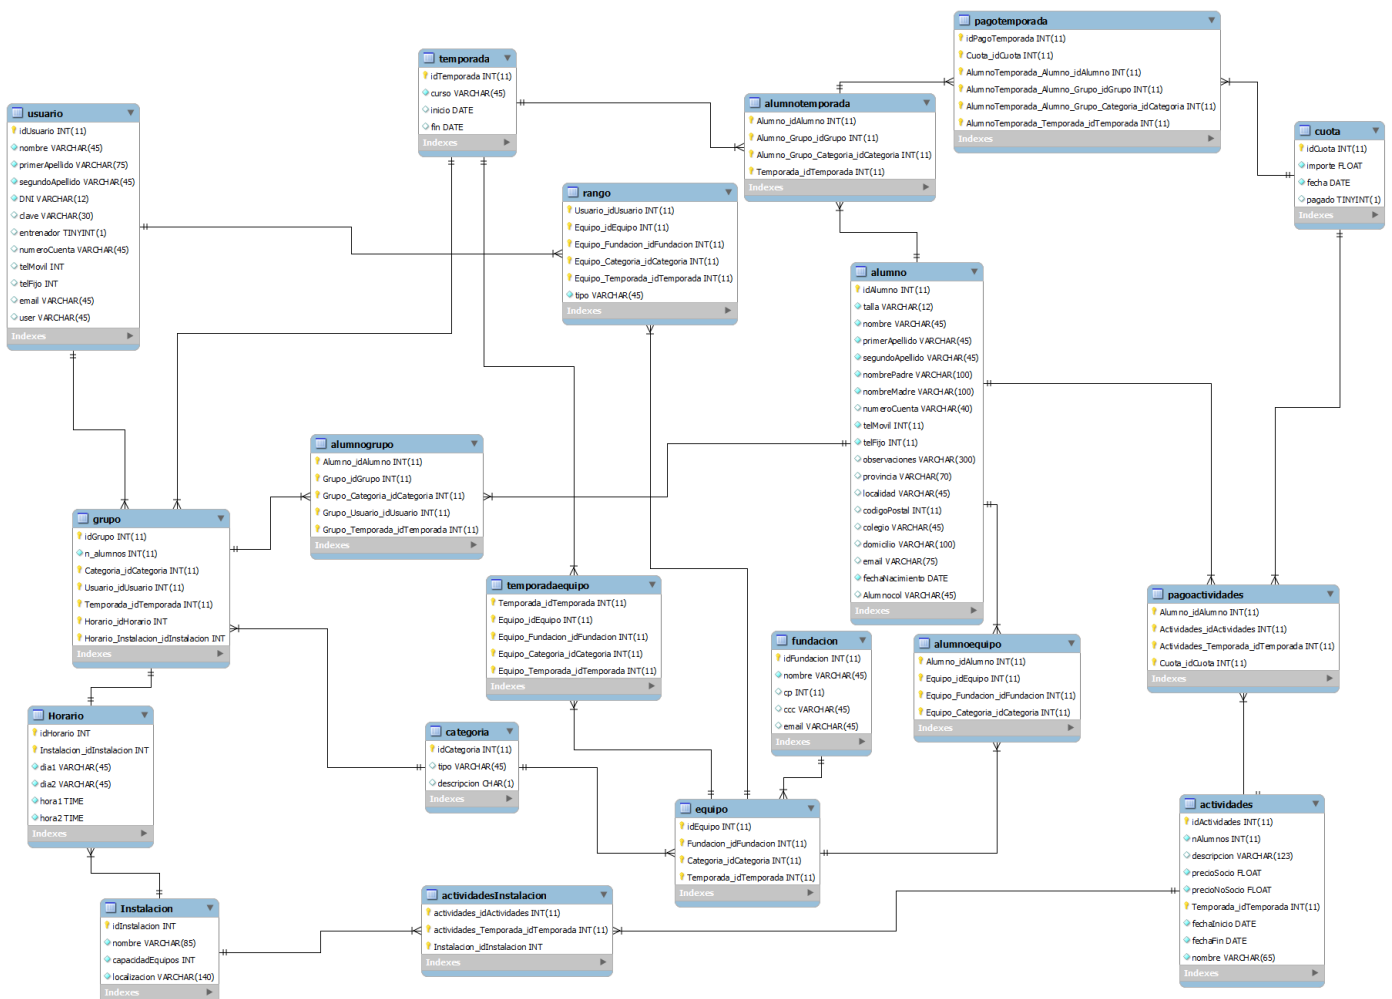 pagotemporada
idPagoTemporada INT(11)
Cuota_idCuota INT(11)
AlumnoTemporada_Alumno_idAlumno INT(11)
AlumnoTemporada_Alumno_Grupo_idGrupo INT(11)
AlumnoTemporada_Alumno_Grupo_Categoria_idCategoria INT(11)
AlumnoTemporada_Temporada_idTemporada INT(11)
Indexes
temporada
idTemporada INT(11)
curso VARCHAR(45)
inicio DATE
fin DATE
Indexes
alumnotemporada
Alumno_idAlumno INT(11)
Alumno_Grupo_idGrupo INT(11)
Alumno_Grupo_Categoria_idCategoria INT(11)
Temporada_idTemporada INT(11)
Indexes
usuario
idUsuario INT(11)
nombre VARCHAR(45)
primerApellido VARCHAR(75)
segundoApellido VARCHAR(45)
DNI VARCHAR(12)
clave VARCHAR(30)
entrenador TINYINT(1)
numeroCuenta VARCHAR(45)
telMovil INT
telFijo INT
email VARCHAR(45)
user VARCHAR(45)
Indexes
cuota
idCuota INT(11)
importe FLOAT
fecha DATE
pagado TINYINT(1)
Indexes
rango
Usuario_idUsuario INT(11)
Equipo_idEquipo INT(11)
Equipo_Fundacion_idFundacion INT(11)
Equipo_Categoria_idCategoria INT(11)
Equipo_Temporada_idTemporada INT(11)
tipo VARCHAR(45)
Indexes
alumno
idAlumno INT(11)
talla VARCHAR(12)
nombre VARCHAR(45)
primerApellido VARCHAR(45)
segundoApellido VARCHAR(45)
nombrePadre VARCHAR(100)
nombreMadre VARCHAR(100)
numeroCuenta VARCHAR(40)
telMovil INT(11)
telFijo INT(11)
observaciones VARCHAR(300)
provincia VARCHAR(70)
localidad VARCHAR(45)
codigoPostal INT(11)
colegio VARCHAR(45)
domicilio VARCHAR(100)
email VARCHAR(75)
fechaNacimiento DATE
Alumnocol VARCHAR(45)
Indexes
alumnogrupo
Alumno_idAlumno INT(11)
Grupo_idGrupo INT(11)
Grupo_Categoria_idCategoria INT(11)
Grupo_Usuario_idUsuario INT(11)
Grupo_Temporada_idTemporada INT(11)
Indexes
grupo
idGrupo INT(11)
n_alumnos INT(11)
Categoria_idCategoria INT(11)
Usuario_idUsuario INT(11)
Temporada_idTemporada INT(11)
Horario_idHorario INT
Horario_Instalacion_idInstalacion INT
Indexes
temporadaequipo
Temporada_idTemporada INT(11)
Equipo_idEquipo INT(11)
Equipo_Fundacion_idFundacion INT(11)
Equipo_Categoria_idCategoria INT(11)
Equipo_Temporada_idTemporada INT(11)
Indexes
pagoactividades
Alumno_idAlumno INT(11)
Actividades_idActividades INT(11)
Actividades_Temporada_idTemporada INT(11)
Cuota_idCuota INT(11)
Indexes
fundacion
idFundacion INT(11)
nombre VARCHAR(45)
cp INT(11)
ccc VARCHAR(45)
email VARCHAR(45)
Indexes
alumnoequipo
Alumno_idAlumno INT(11)
Equipo_idEquipo INT(11)
Equipo_Fundacion_idFundacion INT(11)
Equipo_Categoria_idCategoria INT(11)
Indexes
Horario
idHorario INT
Instalacion_idInstalacion INT
dia1 VARCHAR(45)
dia2 VARCHAR(45)
hora1 TIME
hora2 TIME
Indexes
categoria
idCategoria INT(11)
tipo VARCHAR(45)
descripcion CHAR(1)
Indexes
equipo
idEquipo INT(11)
Fundacion_idFundacion INT(11)
Categoria_idCategoria INT(11)
Temporada_idTemporada INT(11)
Indexes
actividades
idActividades INT(11)
nAlumnos INT(11)
descripcion VARCHAR(123)
precioSocio FLOAT
precioNoSocio FLOAT
Temporada_idTemporada INT(11)
fechaInicio DATE
fechaFin DATE
nombre VARCHAR(65)
Indexes
actividadesInstalacion
actividades_idActividades INT(11)
actividades_Temporada_idTemporada INT(11)
Instalacion_idInstalacion INT
Indexes
Instalacion
idInstalacion INT
nombre VARCHAR(85)
capacidadEquipos INT
localizacion VARCHAR(140)
Indexes